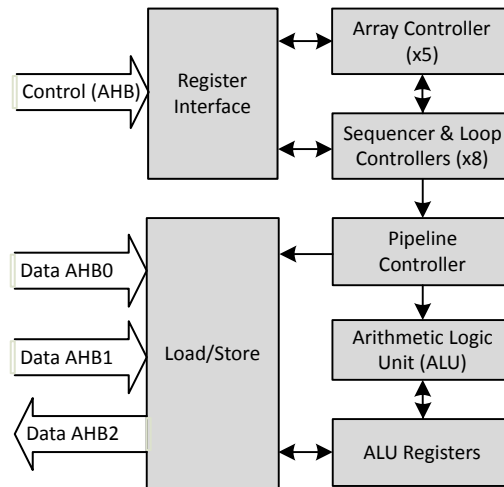 Control (AHB)
Register
Interface
Array Controller
(x5)
Sequencer & Loop
Controllers (x8)
Data AHB0
Data AHB1
Data AHB2
Load/Store
Pipeline
Controller
Arithmetic Logic
Unit (ALU)
ALU Registers